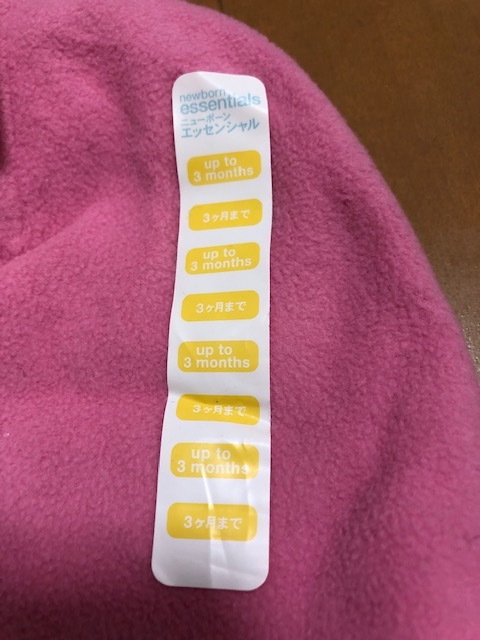 newborn
essentials
ニューボーン
エッセンシャル
up to
3 months
3ヶ月まで
up to
3 months
3ヶ月まで
up to
3 months
3ヶ月まで
up to
3 months
3ヶ月まで